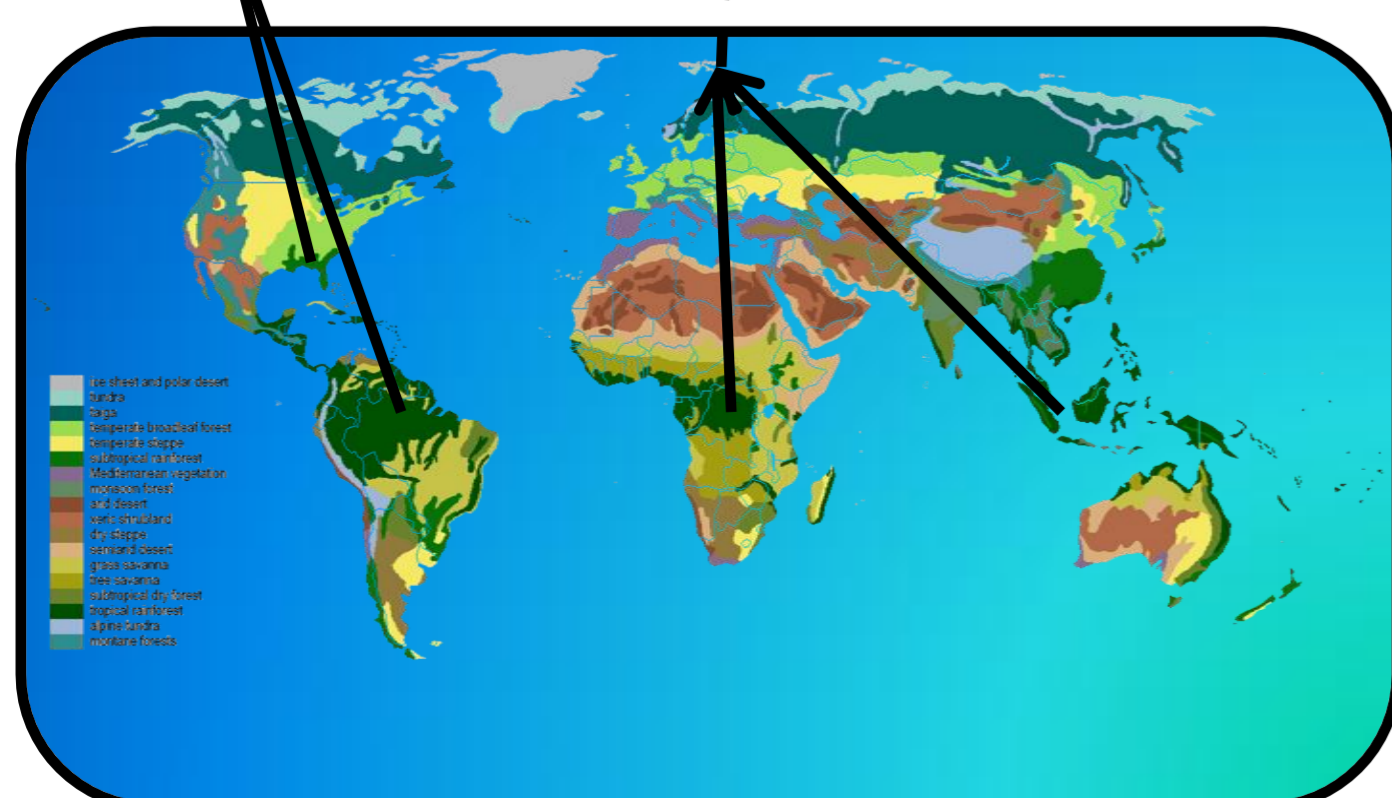 ice sheet and polar desert
tundra
taiga
temperate broadleaf forest
temperate steppe
subtropical rainforest
Mediterranean vegetation
monsoon forest
arid desert
xeric shrubland
dry steppe
semiarid desert
grass savanna
tree savanna
subtropical dry forest
tropical rainforest
alpine tundra
montane forests